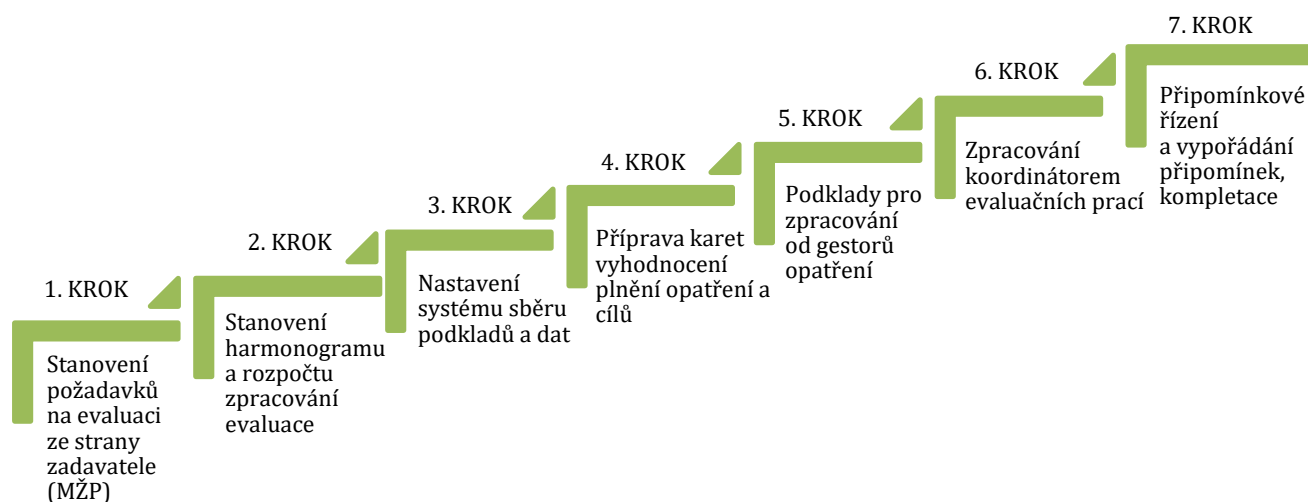 1. KROK
Stanovení
požadavků
na evaluaci
ze strany
zadavatele
(MŽP)
2. KROK
Stanovení
harmonogramu
a rozpočtu
zpracování
evaluace
3. KROK
Nastavení
systému sběru
podkladů a dat
4. KROK
Příprava karet
vyhodnocení
plnění opatření a
cílů
5. KROK
Podklady pro
zpracování
od gestorů
opatření
6. KROK
Zpracování
koordinátorem
evaluačních prací
7. KROK
Připomínkové
řízení
a vypořádání
připomínek,
kompletace